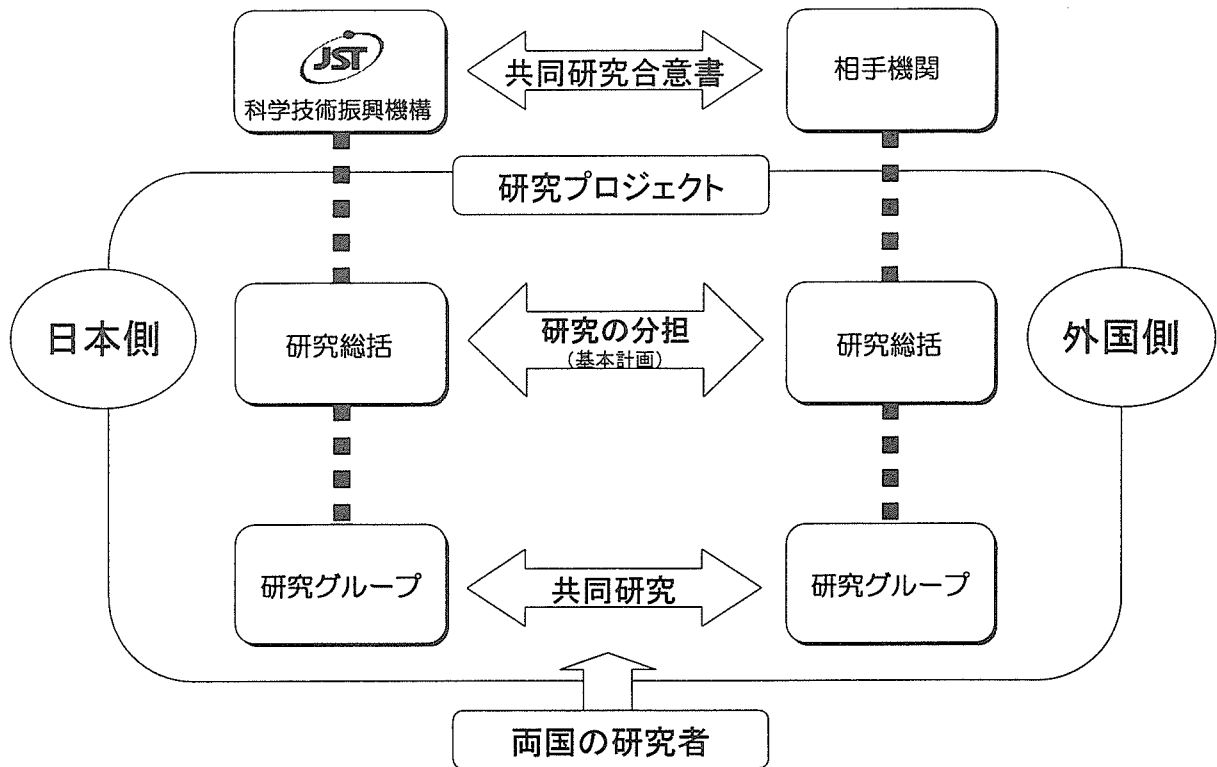 JST
科学技術振興機構
共同研究合意書
相手機関
研究プロジェクト
日本側
研究総括
研究の分担
(基本計画)
研究総括
外国側
研究グループ
共同研究
研究グループ
両国の研究者